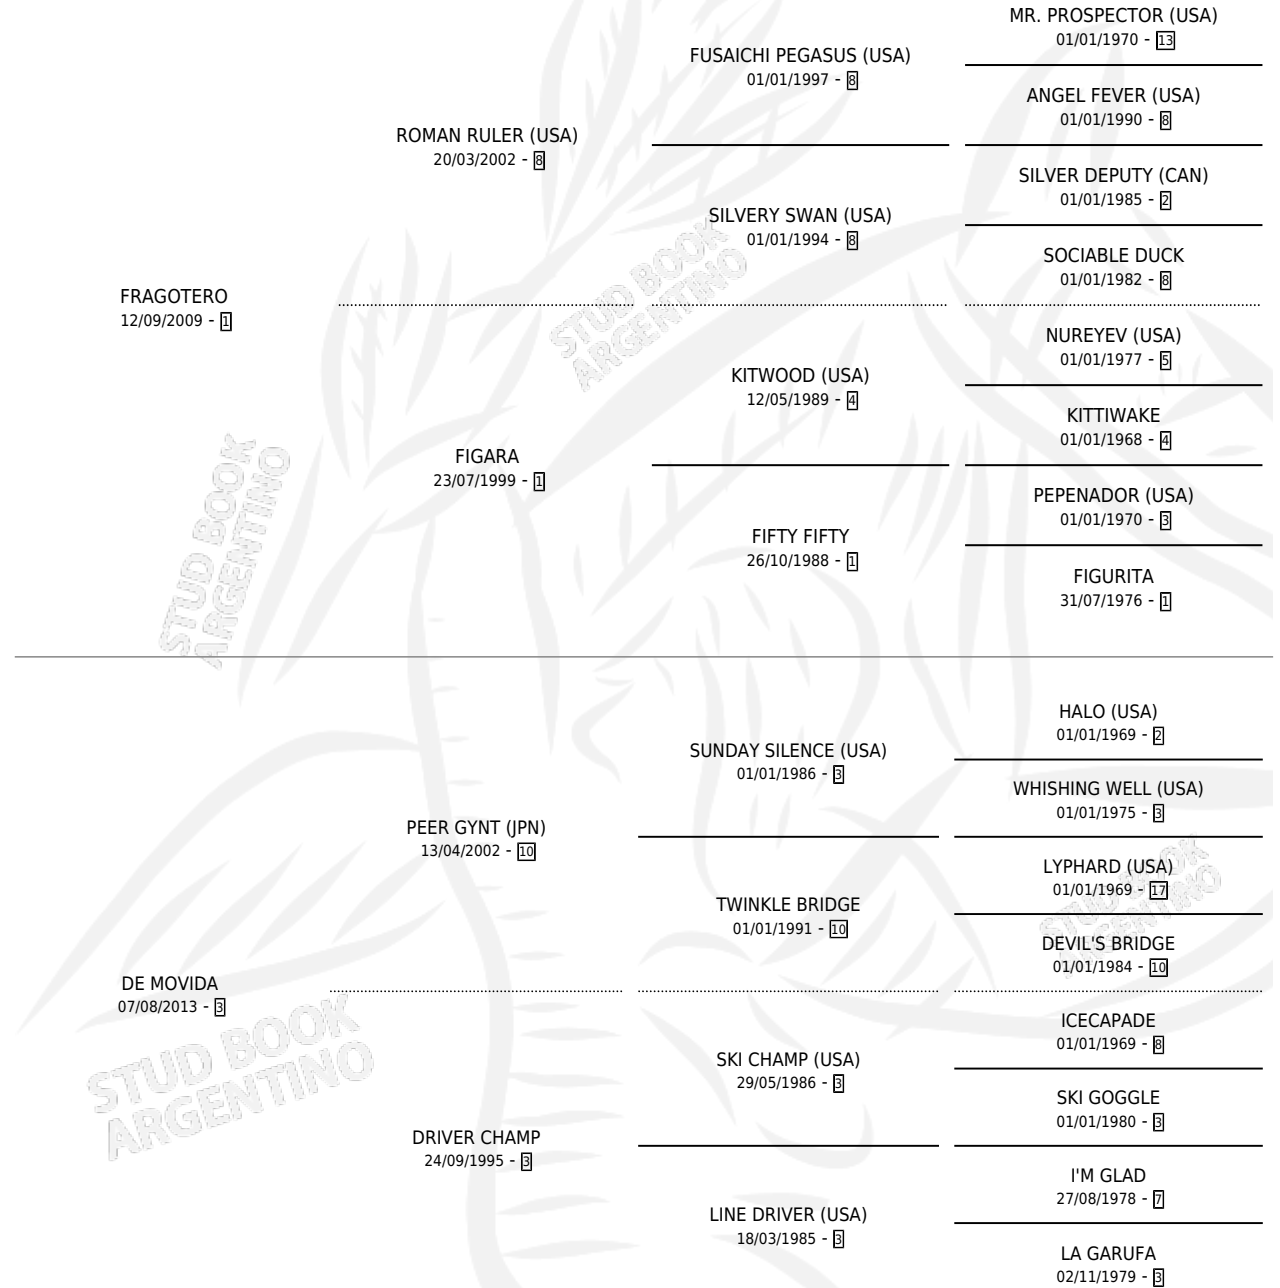 MR. PROSPECTOR (USA)
01/01/1970 - 13
FUSAICHI PEGASUS (USA)
01/01/1997 - 8
ANGEL FEVER (USA)
01/01/1990 - 8
ROMAN RULER (USA)
20/03/2002 - 8
SILVER DEPUTY (CAN)
01/01/1985 - 2
SILVERY SWAN (USA)
01/01/1994 - 8
SOCIABLE DUCK
01/01/1982 - 8
FRAGOTERO
12/09/2009 - 1
STUD BOOK
ARGENTINO
NUREYEV (USA)
01/01/1977 - 5
KITWOOD (USA)
12/05/1989 - 4
KITTIWAKE
01/01/1968 - 4
FIGARA
23/07/1999 - 1
PEPENADOR (USA)
01/01/1970 - 3
FIFTY FIFTY
26/10/1988 - 1
FIGURITA
31/07/1976 - 1
STUD BOOK
ARGENTINO
HALO (USA)
01/01/1969 - 2
SUNDAY SILENCE (USA)
01/01/1986 - 3
WHISHING WELL (USA)
01/01/1975 - 3
PEER GYNT (JPN)
13/04/2002 - 10
LYPHARD (USA)
01/01/1969 - 17
TWINKLE BRIDGE
01/01/1991 - 10
STUD BOOK
ARGENTINO
DEVIL'S BRIDGE
01/01/1984 - 10
DE MOVIDA
07/08/2013 - 3
ICECAPADE
01/01/1969 - 8
SKI CHAMP (USA)
29/05/1986 - 3
STUD BOOK
ARGENTINO
SKI GOGGLE
01/01/1980 - 3
DRIVER CHAMP
24/09/1995 - 3
I'M GLAD
27/08/1978 - 7
LINE DRIVER (USA)
18/03/1985 - 3
LA GARUFA
02/11/1979 - 3